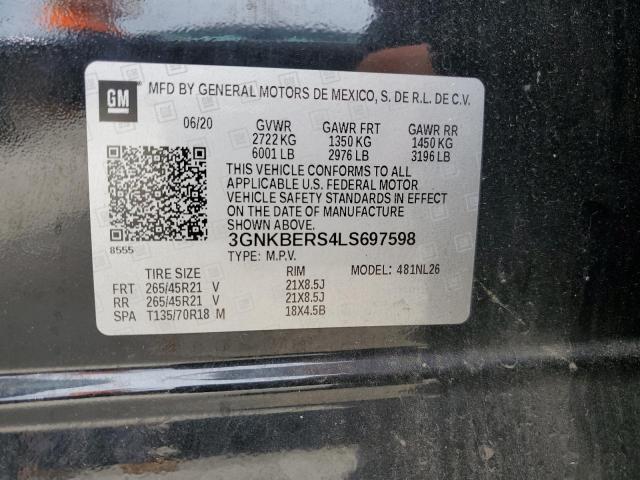 GM
MFD BY GENERAL MOTORS DE MEXICO, S. DE R.L. DE C.V.
06/20 GVWR GAWR FRT GAWR RR
2722 KG 1350 KG 1450 KG
6001 LB 2976 LB 3196 LB
THIS VEHICLE CONFORMS TO ALL
APPLICABLE U.S. FEDERAL MOTOR
VEHICLE SAFETY STANDARDS IN EFFECT
ON THE DATE OF MANUFACTURE
SHOWN ABOVE.
3GNKBERS4LS697598
8555 TYPE: M.P.V.
TIRE SIZE RIM MODEL: 481NL26
FRT 265/45R21 V 21X8.5J
RR 265/45R21 V 21X8.5J
SPA T135/70R18 M 18X4.5B